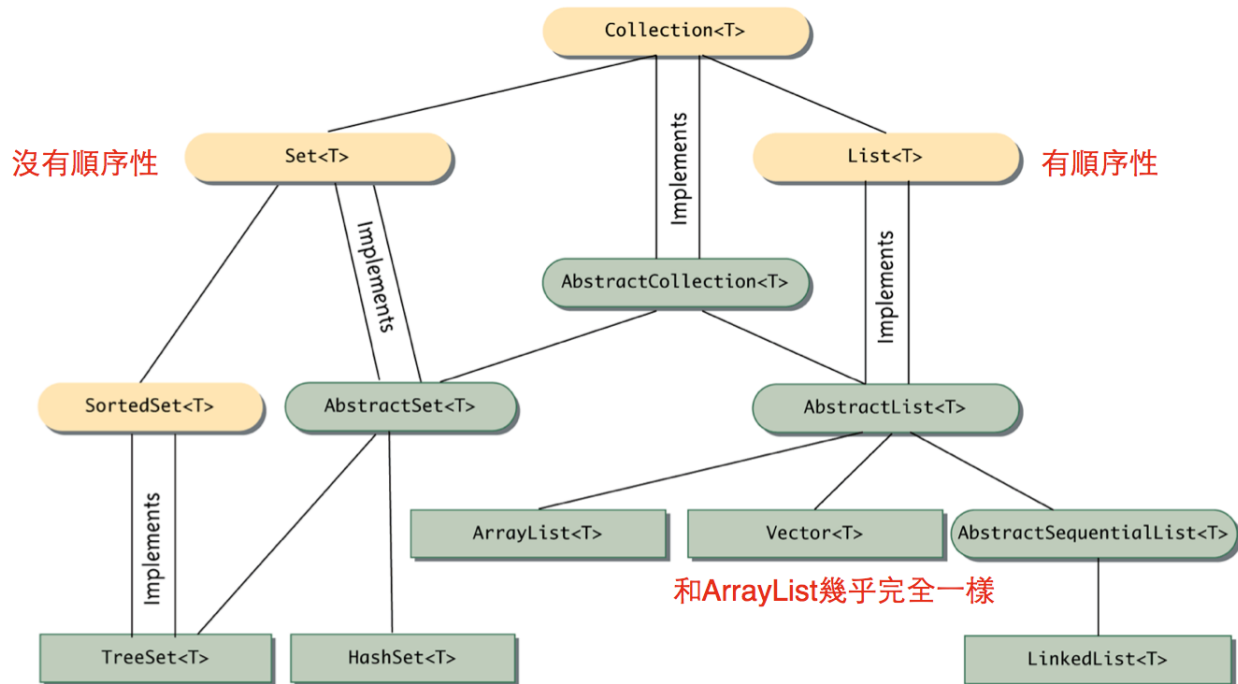 Collection<T>
沒有順序性
Set<T>
Implements
List<T>
有順序性
Implements
AbstractCollection<T>
Implements
SortedSet<T>
AbstractSet<T>
AbstractList<T>
Implements
ArrayList<T>
Vector<T>
AbstractSequentialList<T>
和ArrayList幾乎完全一樣
TreeSet<T>
HashSet<T>
LinkedList<T>